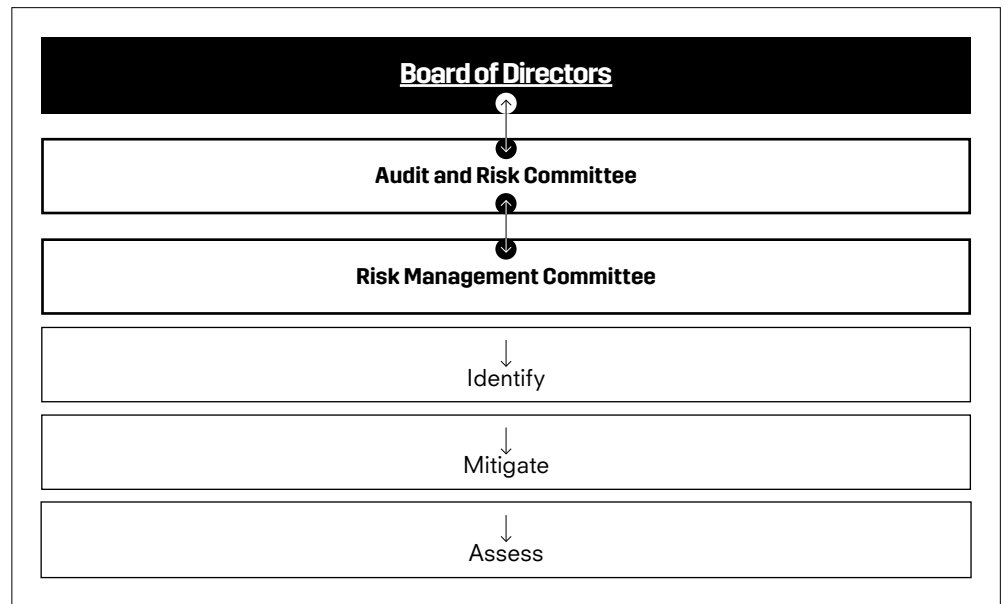 Board of Directors
Audit and Risk Committee
Risk Management Committee
Identify
Mitigate
Assess